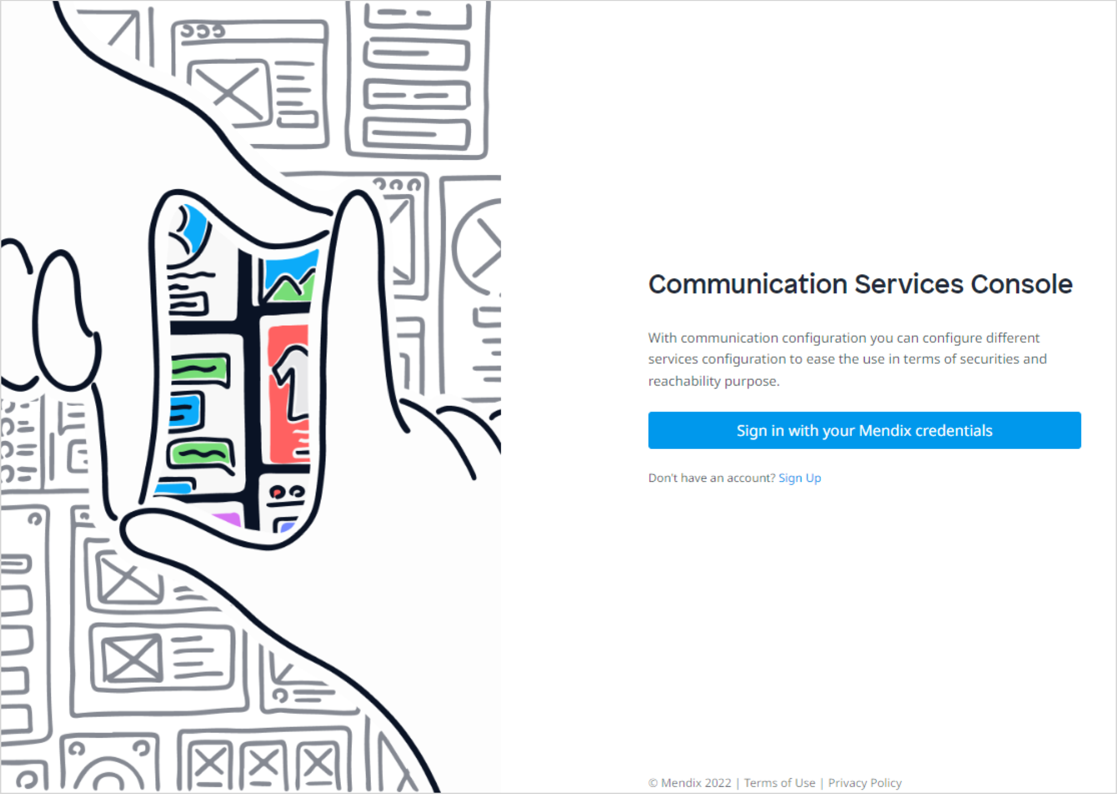 Communication Services Console
With communication configuration you can configure different
services configuration to ease the use in terms of securities and
reachability purpose.
Sign in with your Mendix credentials
Don't have an account? Sign Up
© Mendix 2022 | Terms of Use | Privacy Policy